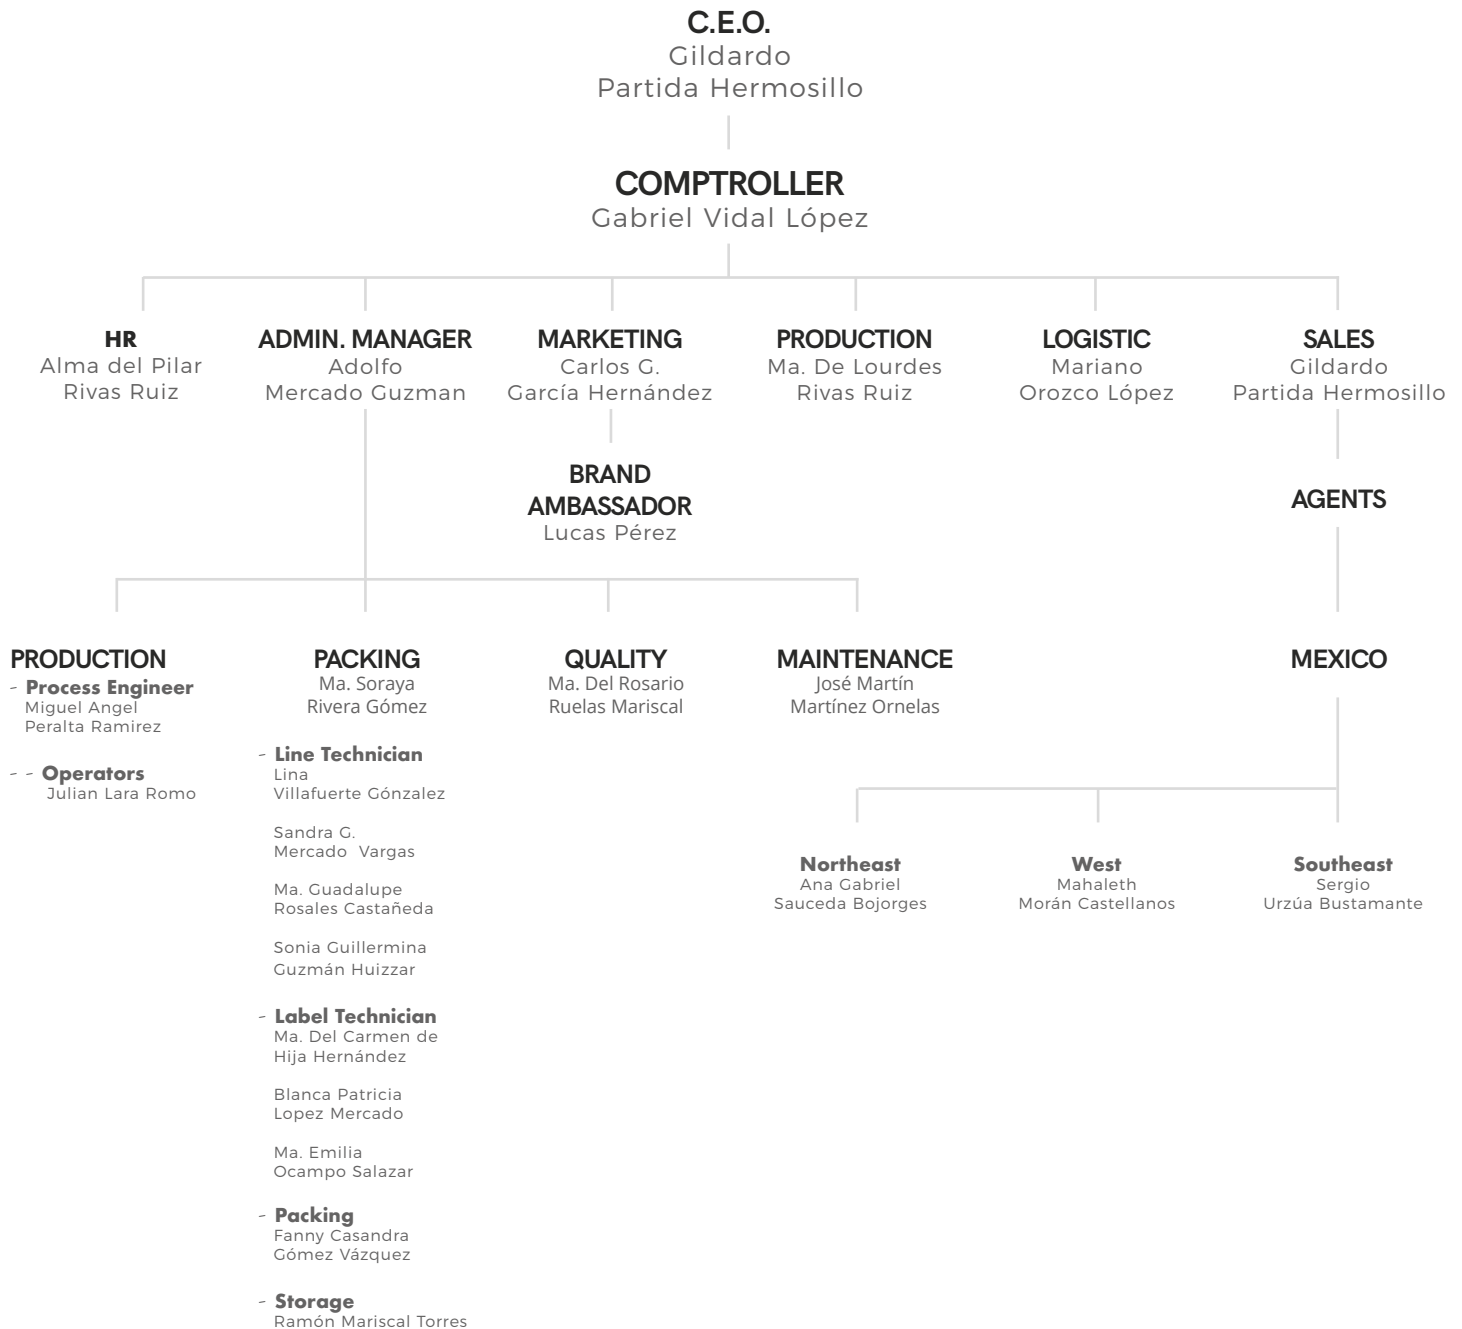 C.E.O.
Gildardo
Partida Hermosillo
COMPTROLLER
Gabriel Vidal López
HR
Alma del Pilar
Rivas Ruiz
ADMIN. MANAGER
Adolfo
Mercado Guzman
MARKETING
Carlos G.
García Hernández
PRODUCTION
Ma. De Lourdes
Rivas Ruiz
LOGISTIC
Mariano
Orozco López
SALES
Gildardo
Partida Hermosillo
BRAND
AMBASSADOR
Lucas Pérez
AGENTS
PRODUCTION
- Process Engineer
Miguel Angel
Peralta Ramirez
- - Operators
Julian Lara Romo
PACKING
Ma. Soraya
Rivera Gómez
- Line Technician
Lina
Villafuerte Gónzalez
Sandra G.
Mercado Vargas
Ma. Guadalupe
Rosales Castañeda
Sonia Guillermina
Guzmán Huizzar
- Label Technician
Ma. Del Carmen de
Hija Hernández
Blanca Patricia
Lopez Mercado
Ma. Emilia
Ocampo Salazar
- Packing
Fanny Casandra
Gómez Vázquez
- Storage
Ramón Mariscal Torres
QUALITY
Ma. Del Rosario
Ruelas Mariscal
MAINTENANCE
José Martín
Martínez Ornelas
MEXICO
Northeast
Ana Gabriel
Sauceda Bojorges
West
Mahaleth
Morán Castellanos
Southeast
Sergio
Urzúa Bustamante